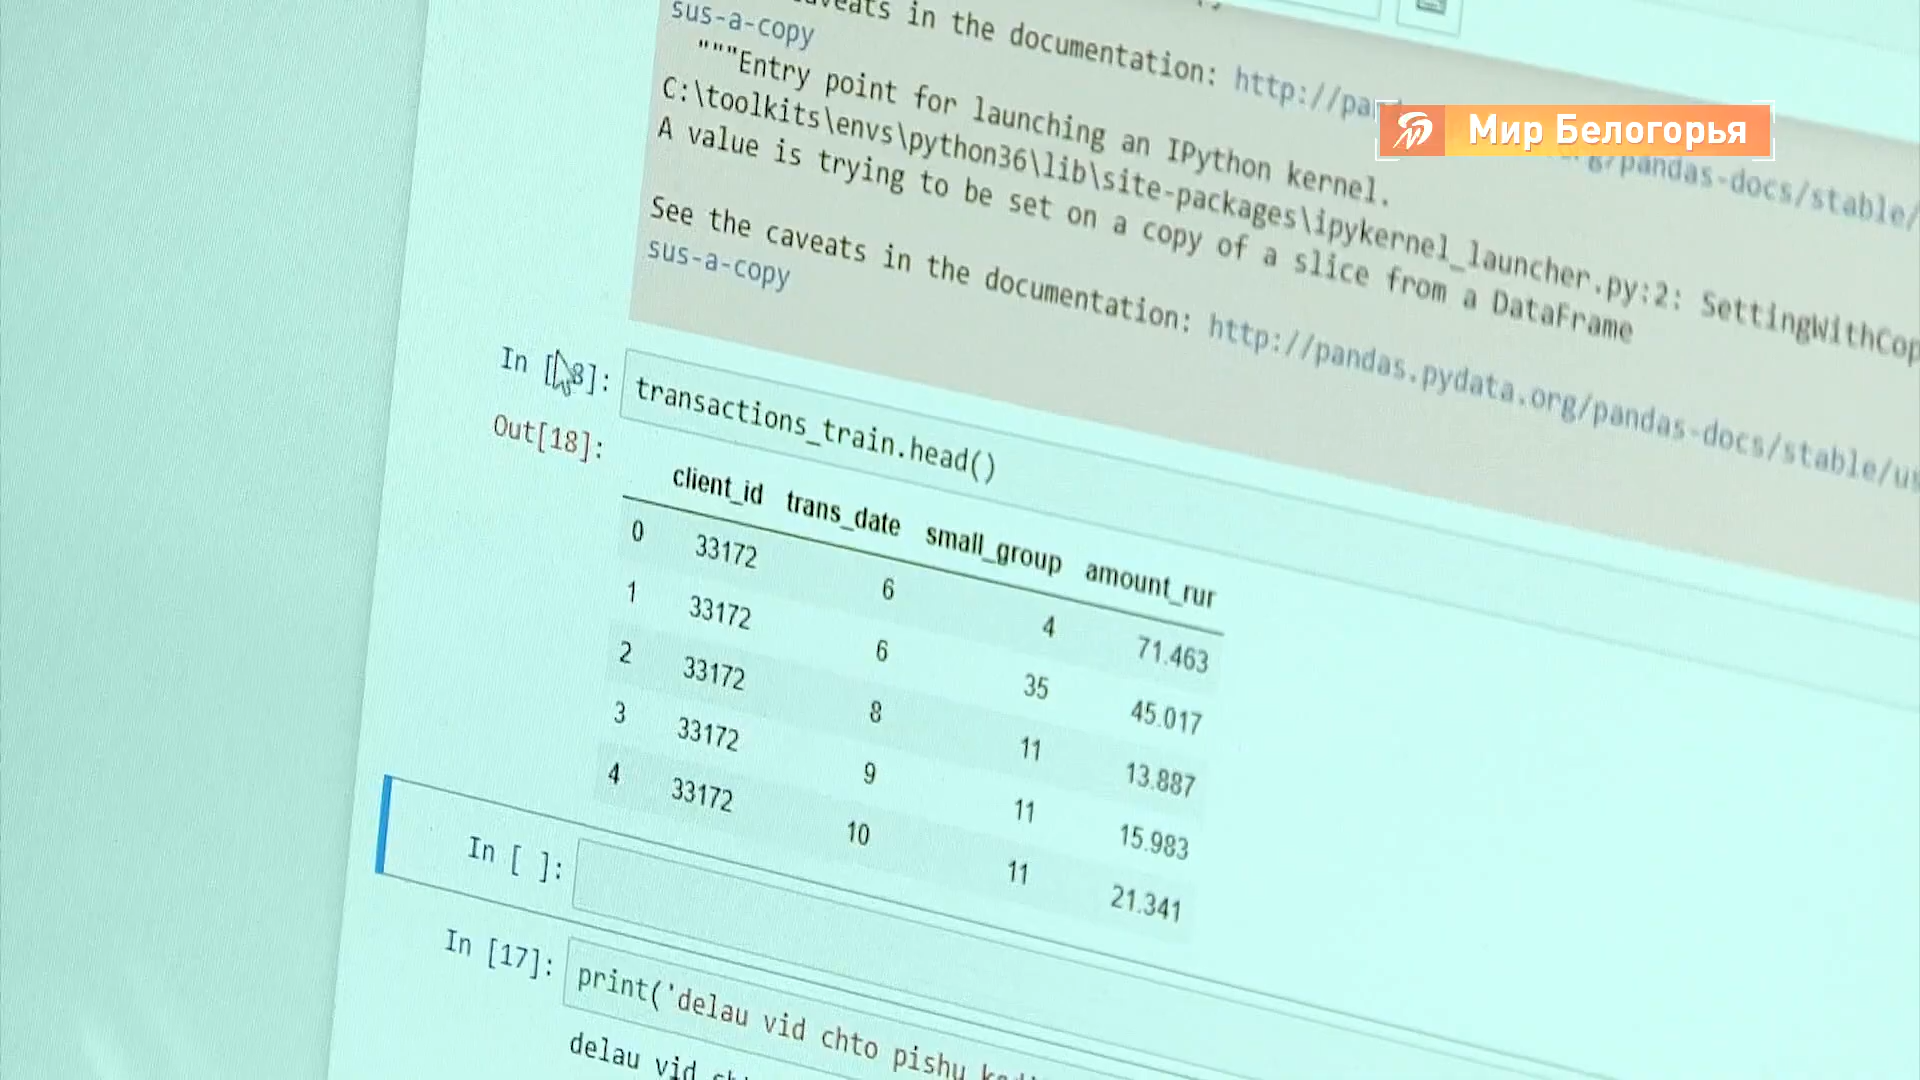 in the documentation: http://
sus-a-copy
"""Entry point for launching an IPython kernel.
C:\toolkits\envs\python36\lib\site-packages\ipykernel_launcher.py:2:
A value is trying to be set on a copy of a slice from a DataFrame
See the caveats in the documentation: http://pandas.pydata.org/pandas-docs/stable/
sus-a-copy
Мир Белогорья
In [18]: transactions_train.head()
Out[18]:
client_id trans_date small_group amount_rur
0 33172 6 4 71.463
1 33172 6 35 45.017
2 33172 8 11 13.887
3 33172 9 11 15.983
4 33172 10 11 21.341
In [ ]:
In [17]: print('delau vid chto pishu
delau vid